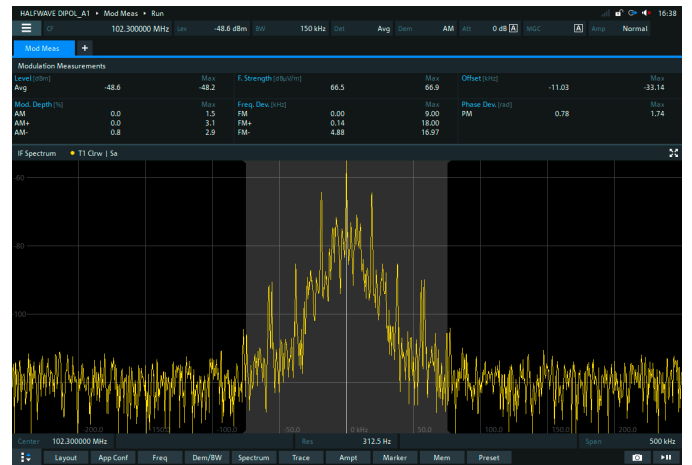 HALFWAVE DIPOL_A1 • Mod Meas • Run 16:38
CF 102.300000 MHz Lev -48.6 dBm BW 150 kHz Det Avg Dem AM Att 0 dB A MGC A Amp Normal
Mod Meas +
Modulation Measurements
Level [dBm] Max F. Strength [dBµV/m] Max Offset [kHz] Max
Avg -48.6 -48.2 66.5 66.9 -11.03 -33.14
Mod. Depth [%] Max Freq. Dev. [kHz] Max Phase Dev. [rad] Max
AM 0.0 1.5 FM 0.00 9.00 PM 0.78 1.74
AM+ 0.0 3.1 FM+ 0.14 18.00
AM- 0.8 2.9 FM- 4.88 16.97
IF Spectrum • T1 Clrw | Sa
-60
-80
-100
-200.0 -150.0 -100.0 -50.0 0 kHz 50.0 100.0 150.0 200.0
Center 102.300000 MHz Res 312.5 Hz Span 500 kHz
Layout App Conf Freq Dem/BW Spectrum Trace Ampt Marker Mem Preset